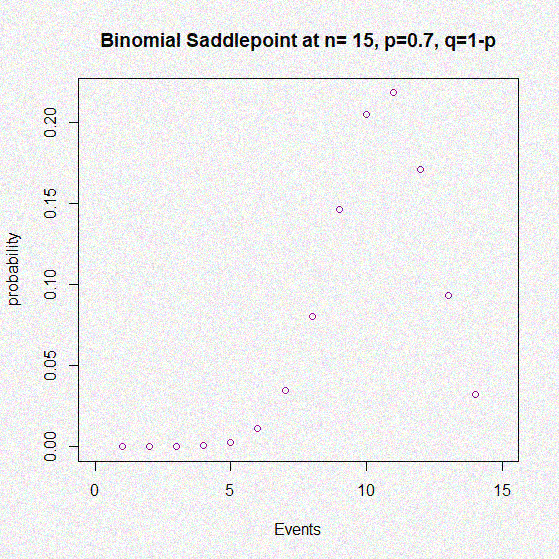 Binomial Saddlepoint at n= 15, p=0.7, q=1-p
probability
0.20
0.15
0.10
0.05
0.00
0 5 10 15
Events